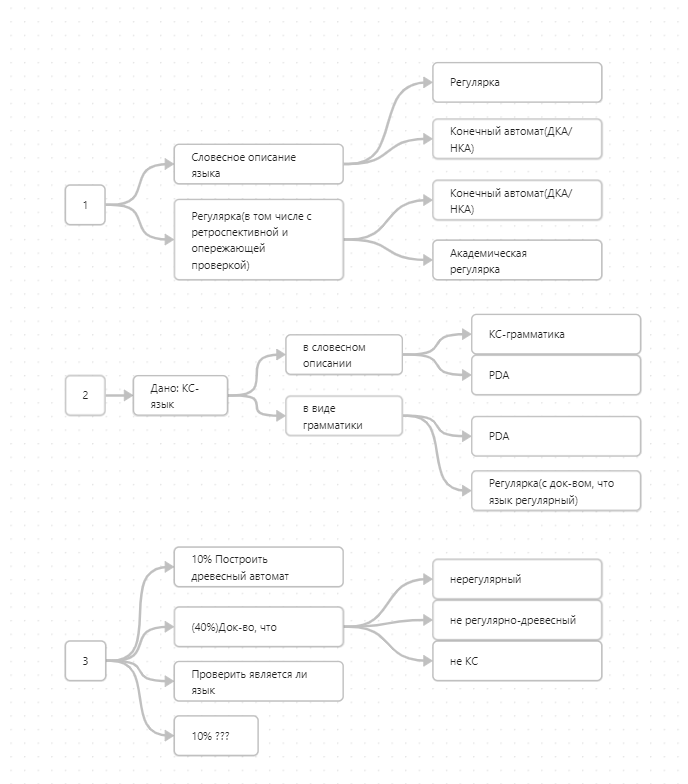 1
Словесное описание
языка
Регулярка
Конечный автомат(ДКА/
НКА)
Регулярка(в том числе с
ретроспективной и
опережающей
проверкой)
Конечный автомат(ДКА/
НКА)
Академическая
регулярка
2
Дано: КС-
язык
в словесном
описании
КС-грамматика
PDA
в виде
грамматики
PDA
Регулярка(с док-вом, что
язык регулярный)
3
10% Построить
древесный автомат
(40%)Док-во, что
нерегулярный
не регулярно-древесный
не КС
Проверить является ли
язык
10% ???